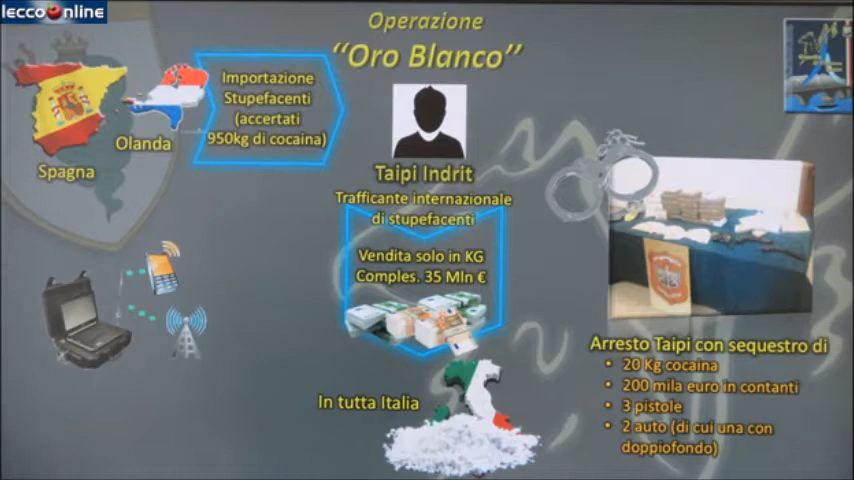 leccoonline
Operazione
“Oro Blanco”
Importazione
Stupefacenti
(accertati
950kg di cocaina)
Spagna
Olanda
Taipi Indrit
Trafficante internazionale
di stupefacenti
Vendita solo in KG
Comples. 35 Mln €
In tutta Italia
Arresto Taipi con sequestro di
• 20 Kg cocaina
• 200 mila euro in contanti
• 3 pistole
• 2 auto (di cui una con
doppiofondo)